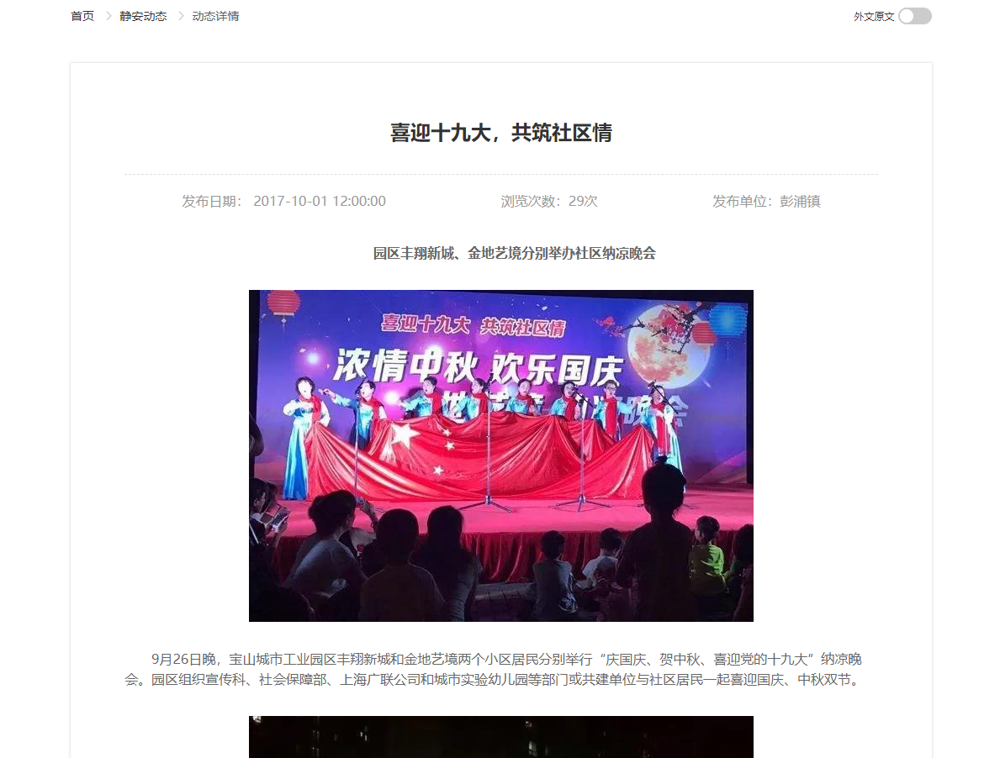 首页 静安动态 动态详情 外文原文
喜迎十九大，共筑社区情
发布日期： 2017-10-01 12:00:00 浏览次数：29次 发布单位：彭浦镇
园区丰翔新城、金地艺境分别举办社区纳凉晚会
喜迎十九大 共筑社区情
浓情中秋 欢乐国庆
晚会
9月26日晚，宝山城市工业园区丰翔新城和金地艺境两个小区居民分别举行“庆国庆、贺中秋、喜迎党的十九大”纳凉晚
会。园区组织宣传科、社会保障部、上海广联公司和城市实验幼儿园等部门或共建单位与社区居民一起喜迎国庆、中秋双节。